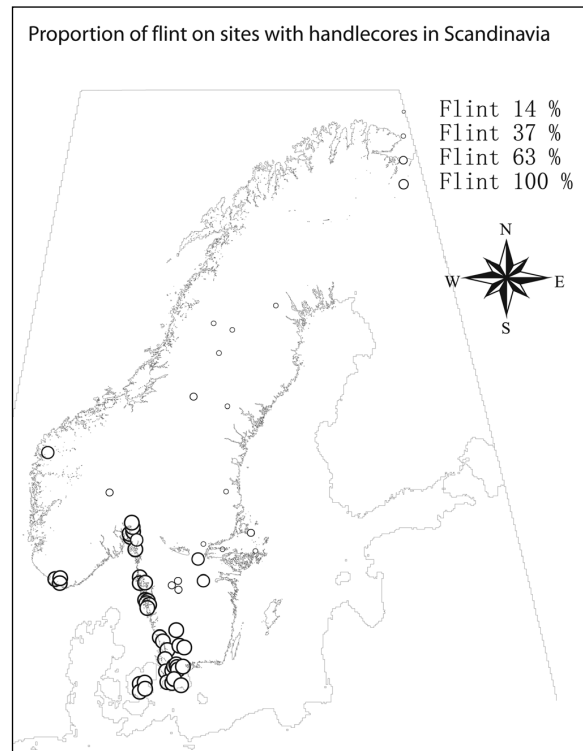 Proportion of flint on sites with handlecores in Scandinavia
Flint 14 %
Flint 37 %
Flint 63 %
Flint 100 %
N
W E
S